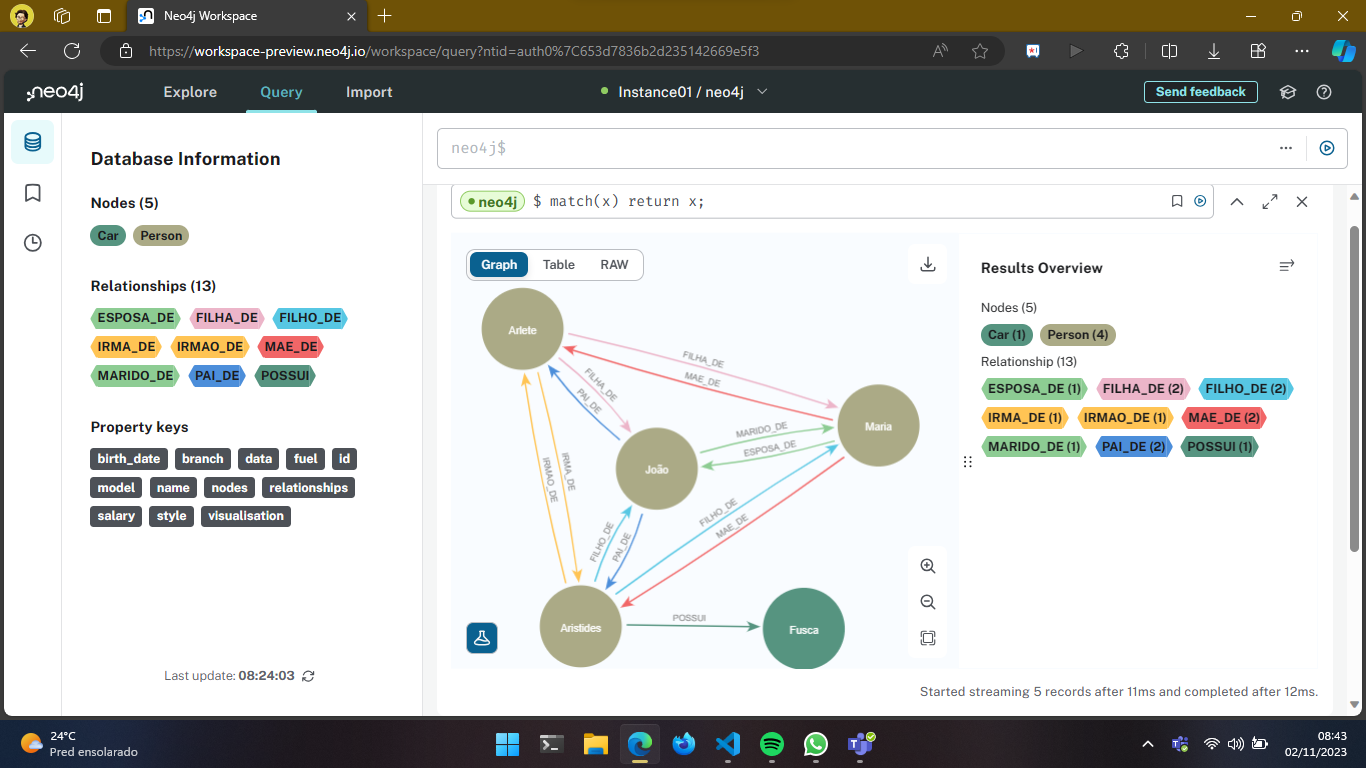 Neo4j Workspace
https://workspace-preview.neo4j.io/workspace/query?ntid=auth0%7C653d7836b2d235142669e5f3
neo4j Explore Query Import Instance01 / neo4j Send feedback
Database Information
Nodes (5)
Car Person
Relationships (13)
ESPOSA_DE FILHA_DE FILHO_DE
IRMA_DE IRMAO_DE MAE_DE
MARIDO_DE PAI_DE POSSUI
Property keys
birth_date branch data fuel id
model name nodes relationships
salary style visualisation
Last update: 08:24:03
neo4j$
neo4j $ match(x) return x;
Graph Table RAW
Arlete
FILHA_DE
MAE_DE
FILHA_DE
PAI_DE
Maria
MARIDO_DE
ESPOSA_DE
João
IRMAO_DE
IRMA_DE
FILHO_DE
MAE_DE
FILHO_DE
PAI_DE
Aristides
POSSUI
Fusca
Results Overview
Nodes (5)
Car (1) Person (4)
Relationship (13)
ESPOSA_DE (1) FILHA_DE (2) FILHO_DE (2)
IRMA_DE (1) IRMAO_DE (1) MAE_DE (2)
MARIDO_DE (1) PAI_DE (2) POSSUI (1)
Started streaming 5 records after 11ms and completed after 12ms.
24°C
Pred ensolarado
08:43
02/11/2023